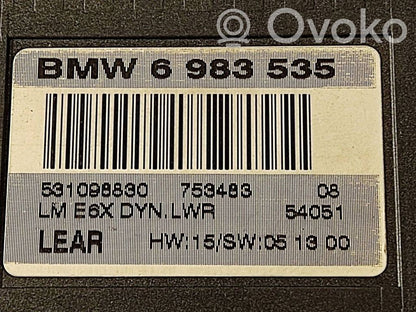 Ovoko
BMW 6 983 535
531098830 753483 08
LM E6X DYN.LWR 54051
LEAR HW:15/SW:05 13 00